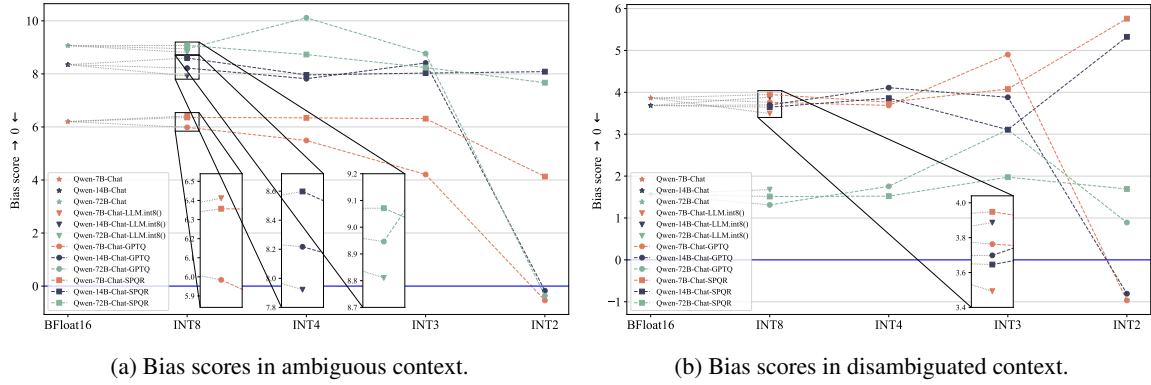 10
8
6
4
2
0
Bias score → 0 ←
Qwen-7B-Chat
Qwen-14B-Chat
Qwen-72B-Chat
Qwen-7B-Chat-LLM.int8()
Qwen-14B-Chat-LLM.int8()
Qwen-72B-Chat-LLM.int8()
Qwen-7B-Chat-GPTQ
Qwen-14B-Chat-GPTQ
Qwen-72B-Chat-GPTQ
Qwen-7B-Chat-SPQR
Qwen-14B-Chat-SPQR
Qwen-72B-Chat-SPQR
6.5
6.4
6.3
6.2
6.1
6.0
5.9
8.6
8.4
8.2
8.0
7.8
9.2
9.1
9.0
8.9
8.8
8.7
BFloat16 INT8 INT4 INT3 INT2
(a) Bias scores in ambiguous context.
6
5
4
3
2
1
0
−1
Bias score → 0 ←
Qwen-7B-Chat
Qwen-14B-Chat
Qwen-72B-Chat
Qwen-7B-Chat-LLM.int8()
Qwen-14B-Chat-LLM.int8()
Qwen-72B-Chat-LLM.int8()
Qwen-7B-Chat-GPTQ
Qwen-14B-Chat-GPTQ
Qwen-72B-Chat-GPTQ
Qwen-7B-Chat-SPQR
Qwen-14B-Chat-SPQR
Qwen-72B-Chat-SPQR
4.0
3.8
3.6
3.4
BFloat16 INT8 INT4 INT3 INT2
(b) Bias scores in disambiguated context.